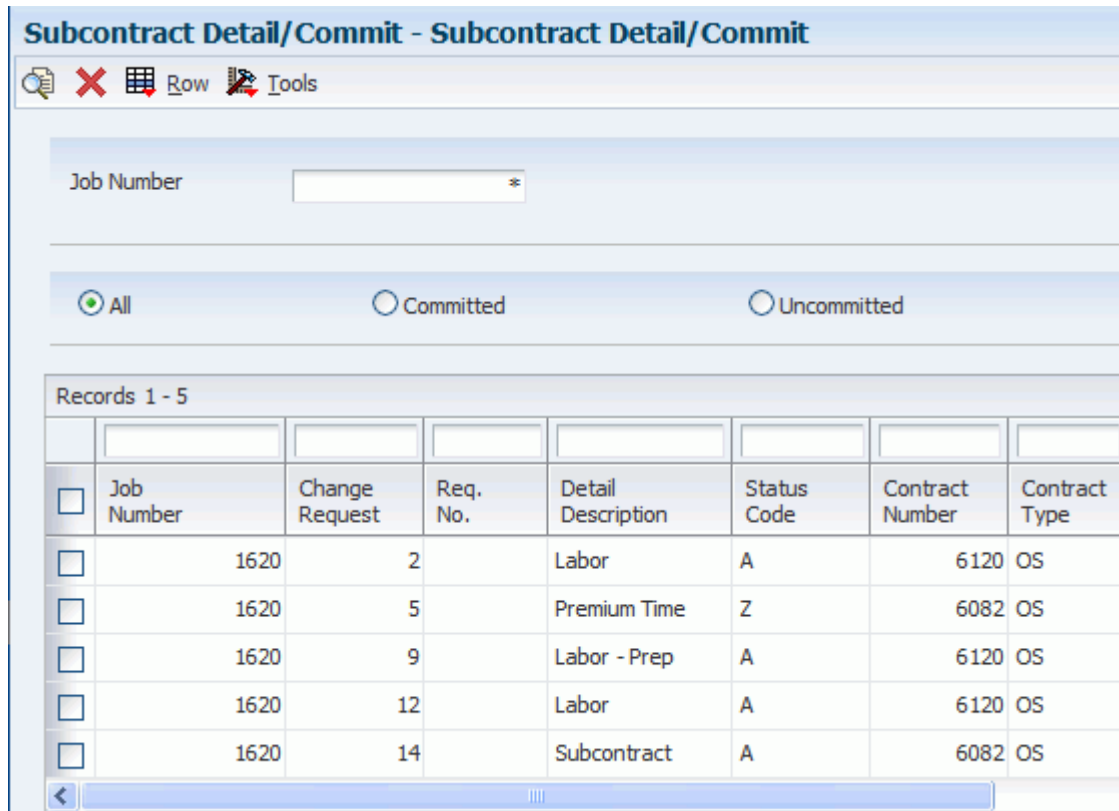 Subcontract Detail/Commit - Subcontract Detail/Commit
Row Tools
Job Number *
All Committed Uncommitted
Records 1 - 5
Job Number Change Request Req. No. Detail Description Status Code Contract Number Contract Type
1620 2 Labor A 6120 OS
1620 5 Premium Time Z 6082 OS
1620 9 Labor - Prep A 6120 OS
1620 12 Labor A 6120 OS
1620 14 Subcontract A 6082 OS